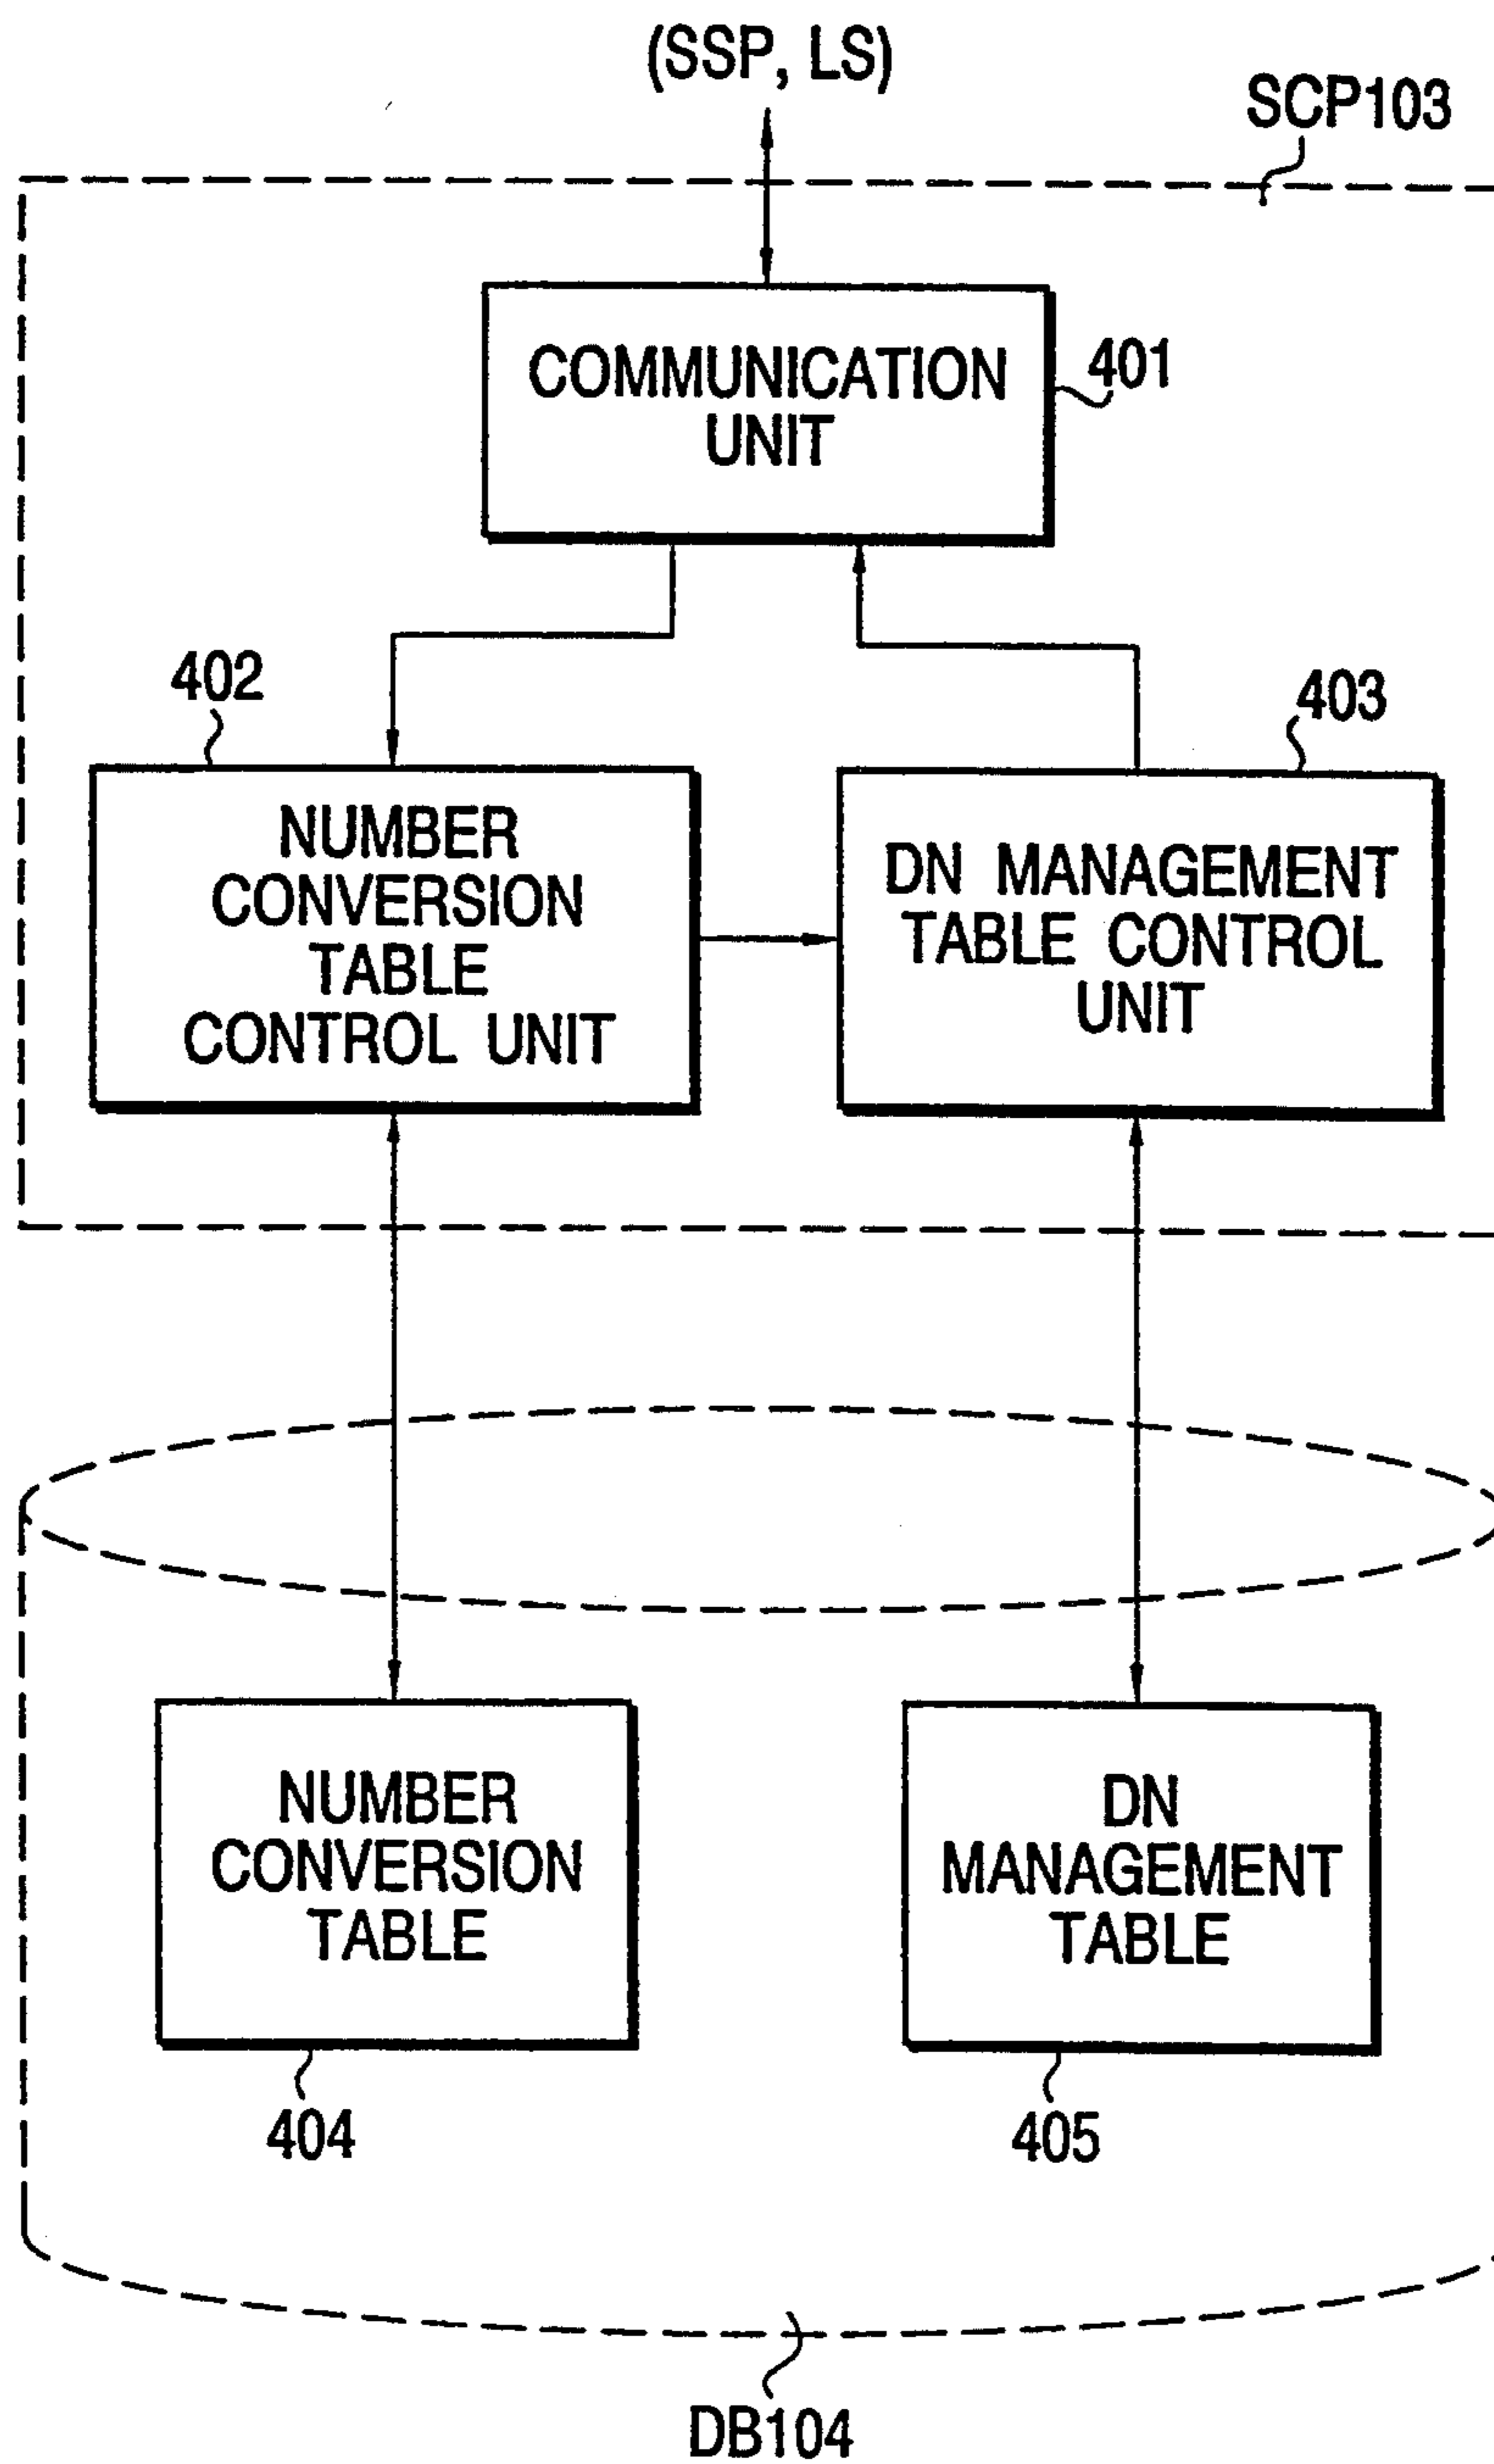 (SSP, LS)
SCP103
COMMUNICATION
UNIT
401
402
403
NUMBER
CONVERSION
TABLE
CONTROL UNIT
DN MANAGEMENT
TABLE CONTROL
UNIT
NUMBER
CONVERSION
TABLE
DN
MANAGEMENT
TABLE
404
405
DB104